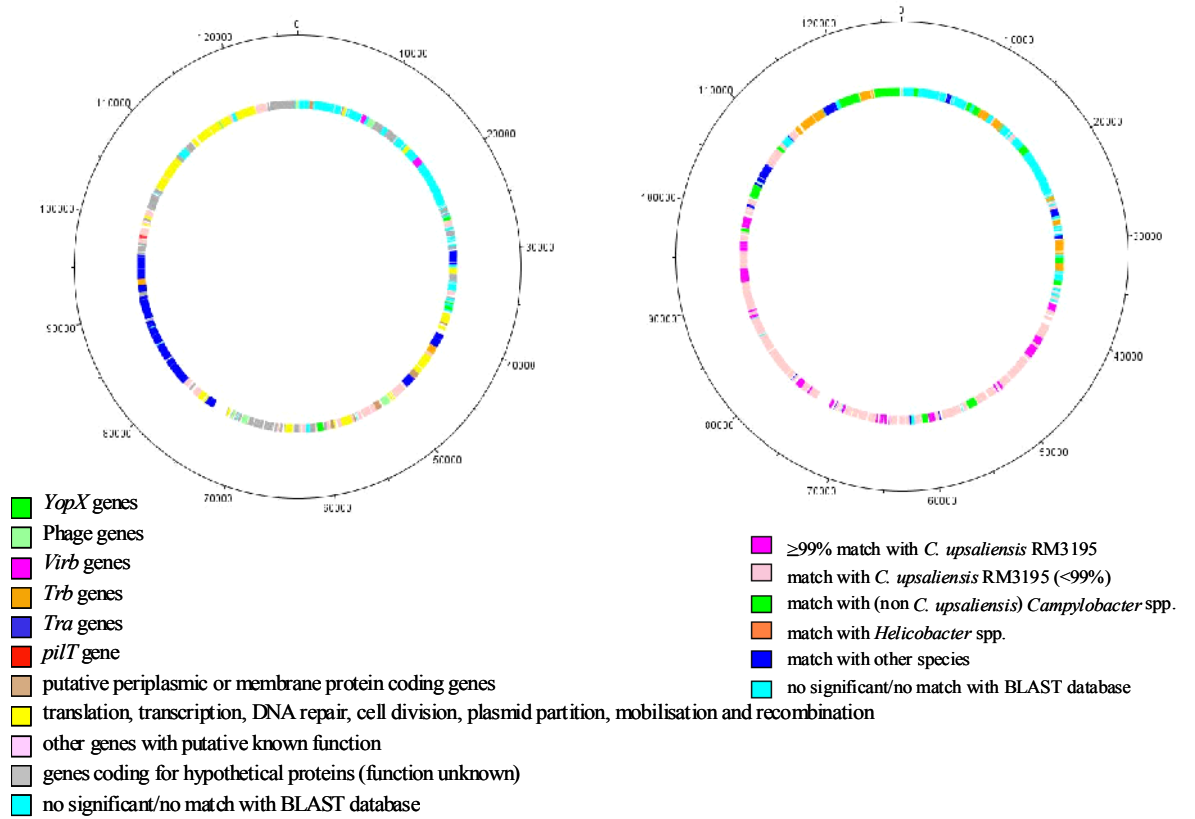 0
10000
20000
30000
40000
50000
60000
70000
80000
90000
100000
110000
120000
0
10000
20000
30000
40000
50000
60000
70000
80000
90000
100000
110000
120000
YopX genes
Phage genes
Virb genes
Trb genes
Tra genes
pilT gene
putative periplasmic or membrane protein coding genes
translation, transcription, DNA repair, cell division, plasmid partition, mobilisation and recombination
other genes with putative known function
genes coding for hypothetical proteins (function unknown)
no significant/no match with BLAST database
≥99% match with C. upsaliensis RM3195
match with C. upsaliensis RM3195 (<99%)
match with (non C. upsaliensis) Campylobacter spp.
match with Helicobacter spp.
match with other species
no significant/no match with BLAST database